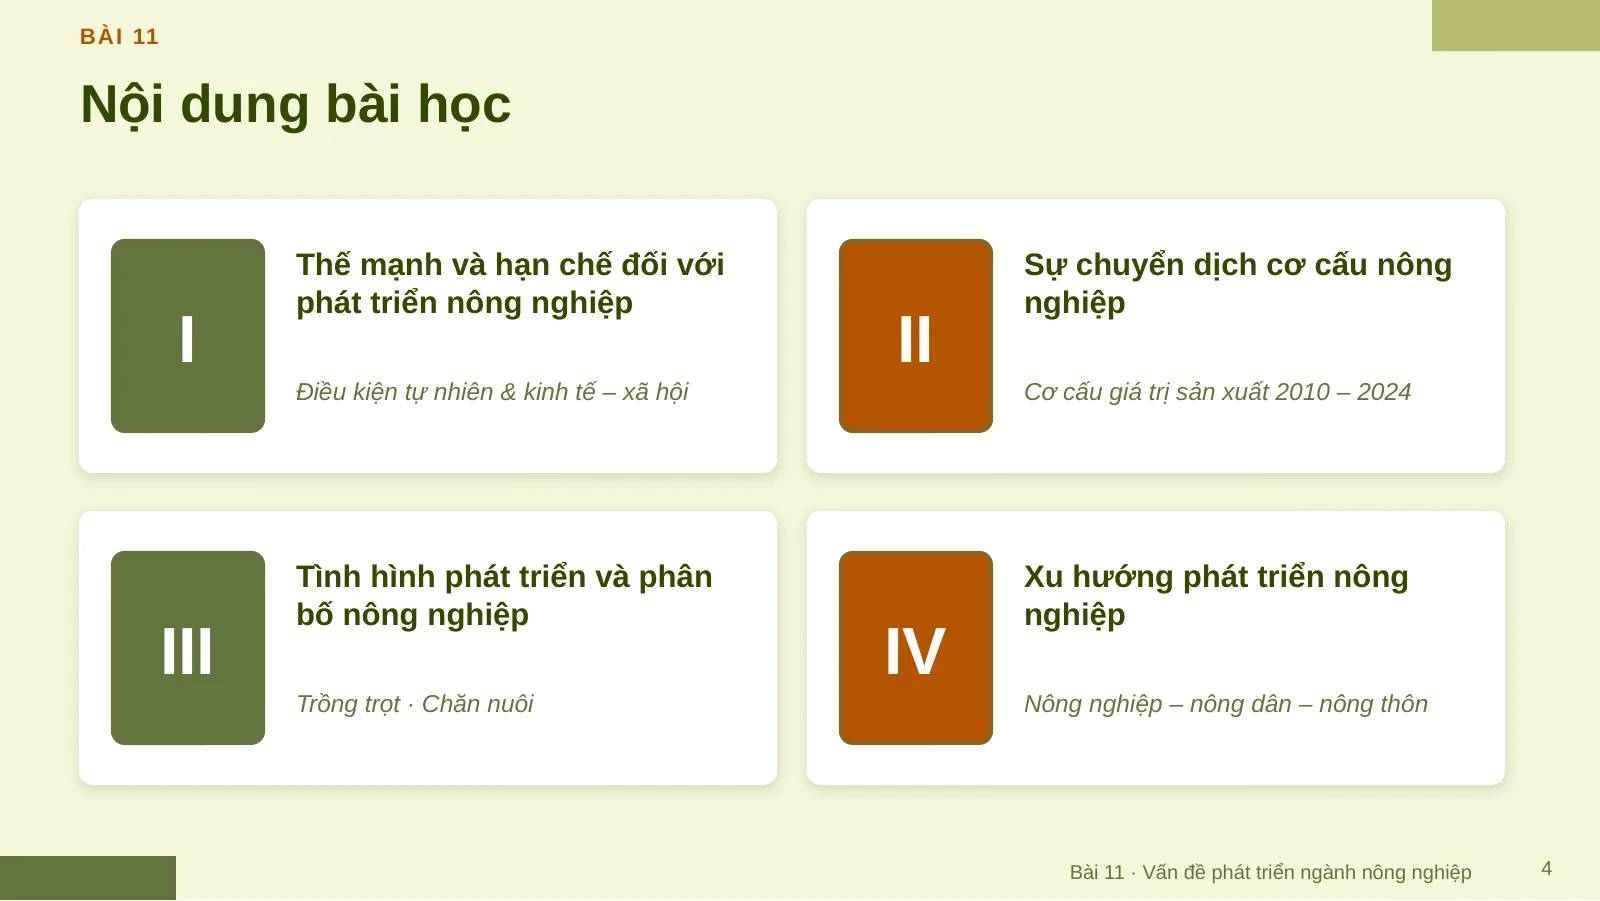 BÀI 11
Nội dung bài học
I
Thế mạnh và hạn chế đối với
phát triển nông nghiệp
Điều kiện tự nhiên & kinh tế – xã hội
II
Sự chuyển dịch cơ cấu nông
nghiệp
Cơ cấu giá trị sản xuất 2010 – 2024
III
Tình hình phát triển và phân
bố nông nghiệp
Trồng trọt · Chăn nuôi
IV
Xu hướng phát triển nông
nghiệp
Nông nghiệp – nông dân – nông thôn
Bài 11 · Vấn đề phát triển ngành nông nghiệp
4